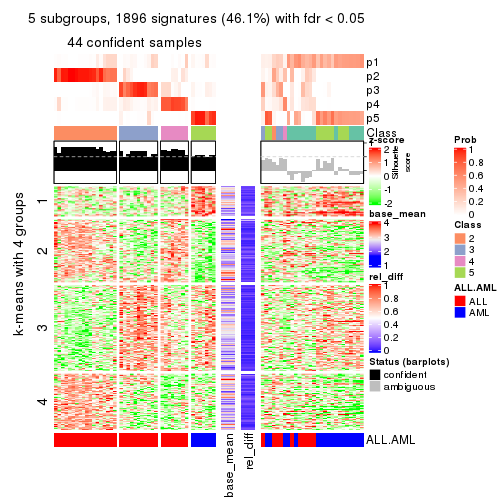 5 subgroups, 1896 signatures (46.1%) with fdr < 0.05
44 confident samples
p1
p2
p3
p4
p5
Class
z-score
2
1
0
-1
-2
Silhouette
score
Prob
1
0.8
0.6
0.4
0.2
0
k-means with 4 groups
1
2
3
4
base_mean
4
3
2
1
Class
2
3
4
5
rel_diff
1
0.8
0.6
0.4
0.2
0
ALL.AML
ALL
AML
Status (barplots)
confident
ambiguous
ALL.AML
base_mean
rel_diff